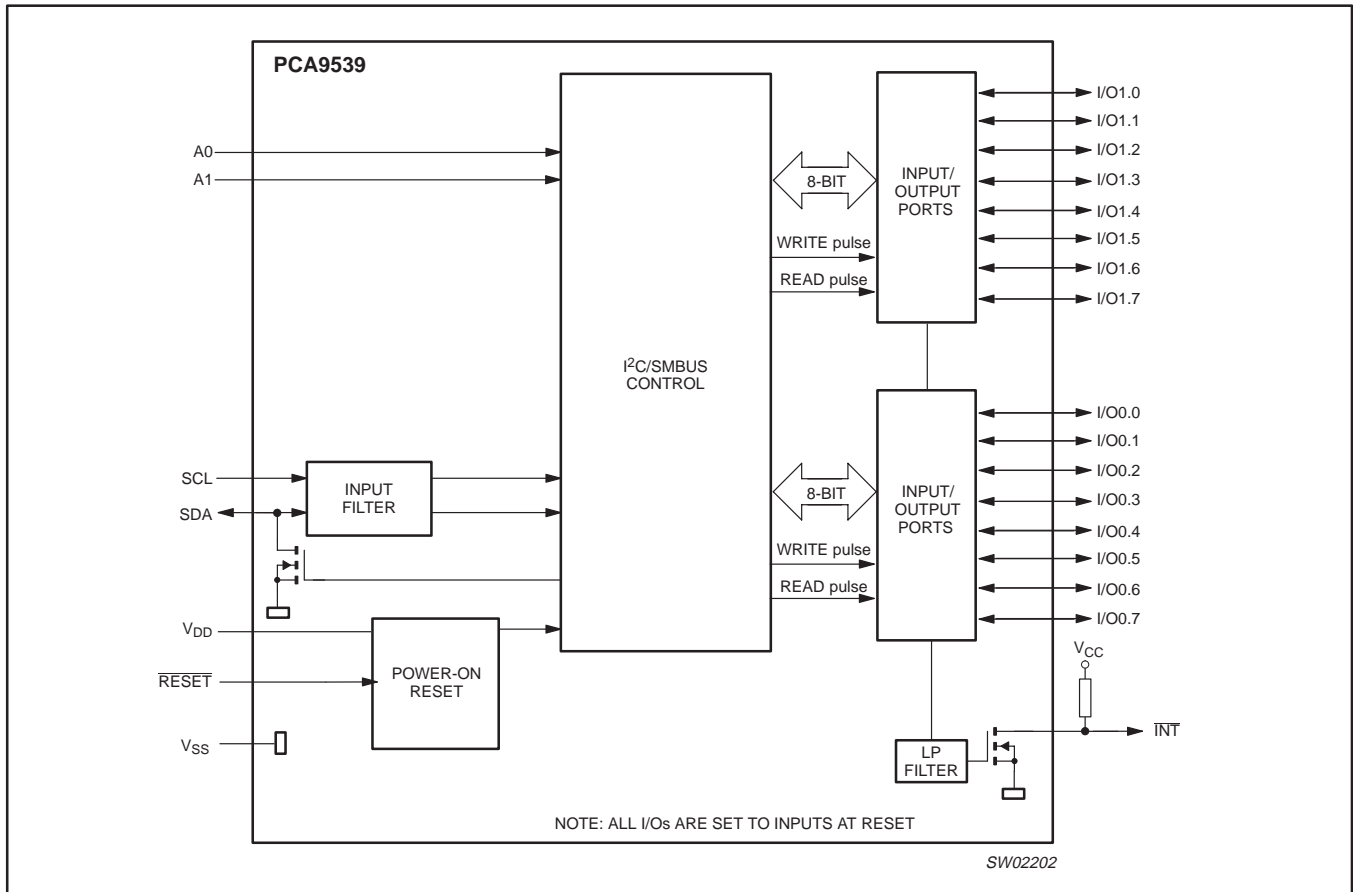 PCA9539
A0
A1
SCL
SDA
VDD
RESET
VSS
INPUT
FILTER
POWER-ON
RESET
I2C/SMBUS
CONTROL
8-BIT
WRITE pulse
READ pulse
INPUT/
OUTPUT
PORTS
I/O1.0
I/O1.1
I/O1.2
I/O1.3
I/O1.4
I/O1.5
I/O1.6
I/O1.7
8-BIT
WRITE pulse
READ pulse
INPUT/
OUTPUT
PORTS
I/O0.0
I/O0.1
I/O0.2
I/O0.3
I/O0.4
I/O0.5
I/O0.6
I/O0.7
VCC
INT
LP
FILTER
NOTE: ALL I/Os ARE SET TO INPUTS AT RESET
SW02202